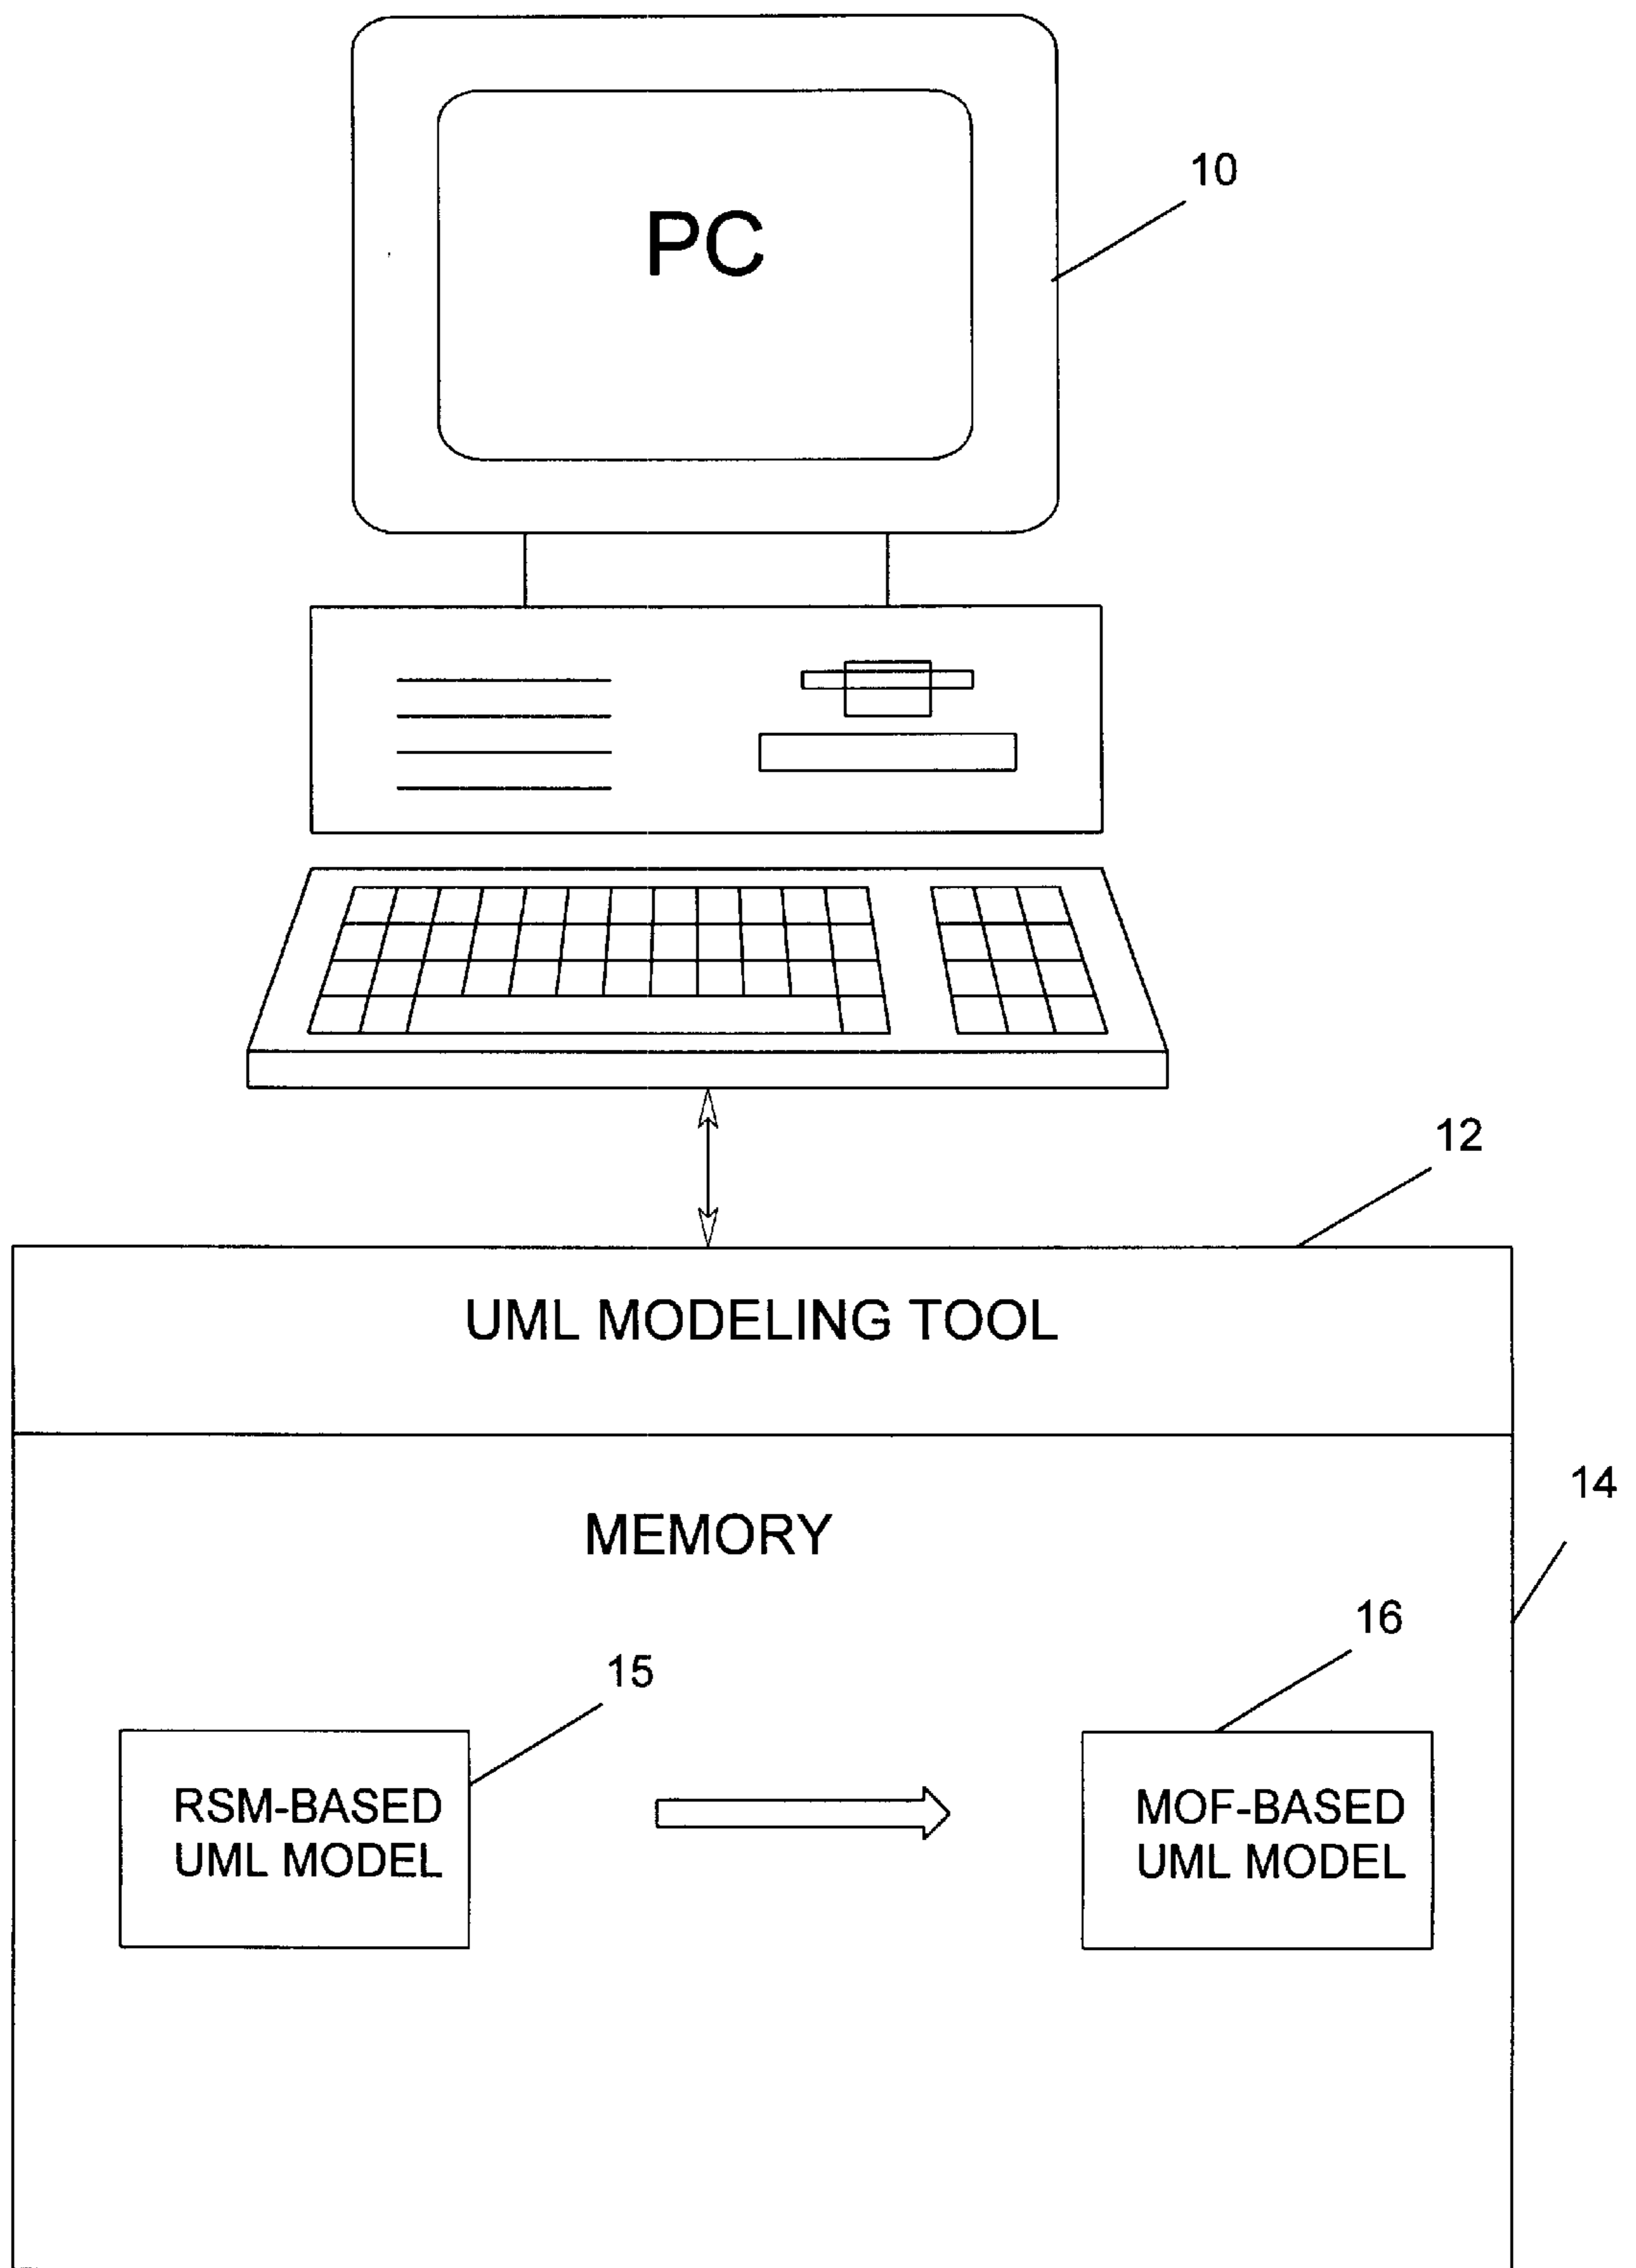 10
PC
12
UML MODELING TOOL
14
MEMORY
16
15
RSM-BASED
UML MODEL
MOF-BASED
UML MODEL